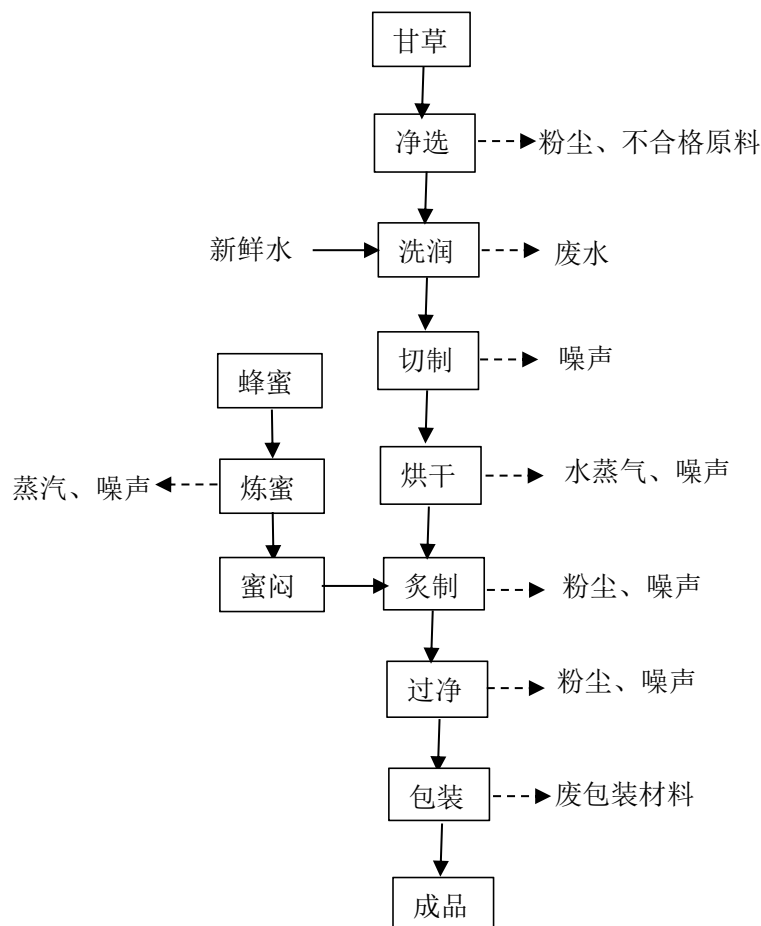 甘草
净选
粉尘、不合格原料
新鲜水
洗润
废水
切制
噪声
蜂蜜
烘干
水蒸气、噪声
蒸汽、噪声
炼蜜
蜜闷
炙制
粉尘、噪声
过净
粉尘、噪声
包装
废包装材料
成品